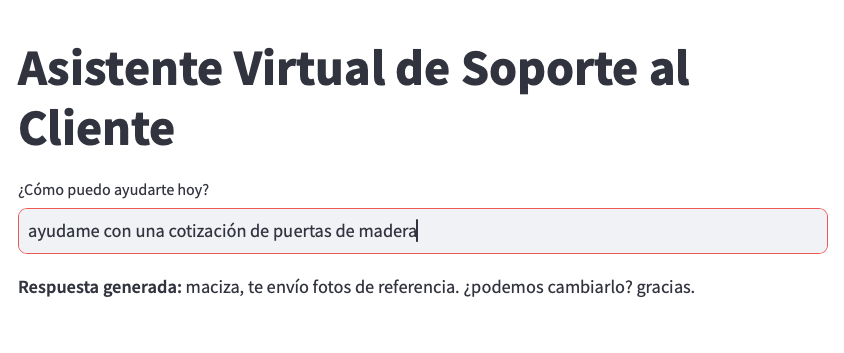 Asistente Virtual de Soporte al
Cliente
¿Cómo puedo ayudarte hoy?
ayudame con una cotización de puertas de madera
Respuesta generada: maciza, te envío fotos de referencia. ¿podemos cambiarlo? gracias.